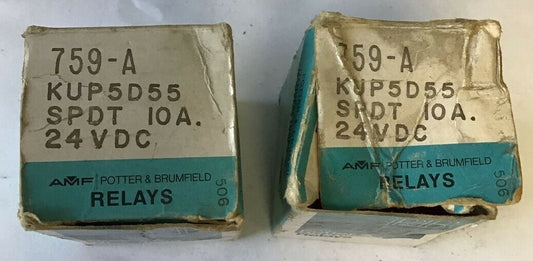 759-A
KUP5D55
SPDT 10A.
24VDC
AMF POTTER & BRUMFIELD
RELAYS
506
759-A
KUP5D55
SPDT 10A.
24VDC
AMF POTTER & BRUMFIELD
RELAYS
506